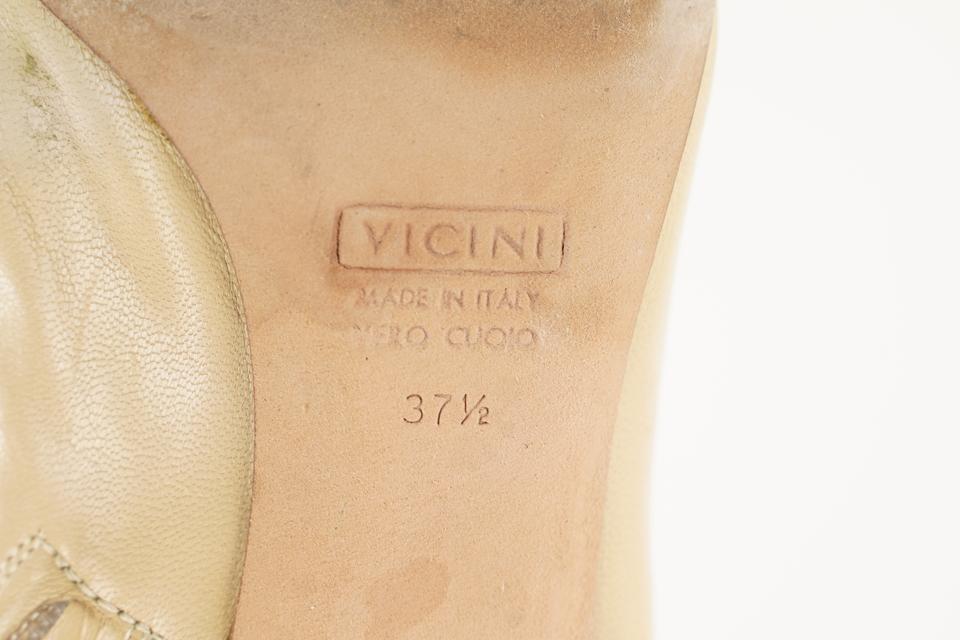 VICINI
MADE IN ITALY
VERO CUOIO
37½